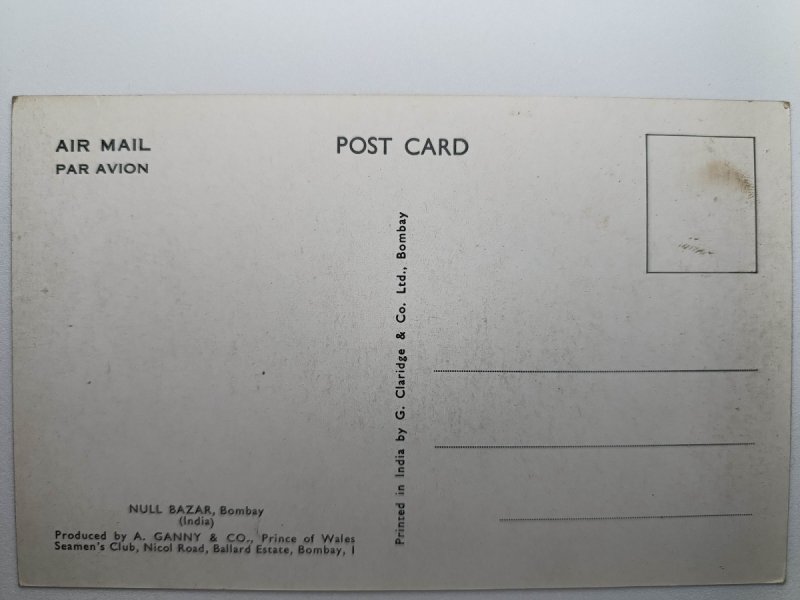 AIR MAIL
PAR AVION
POST CARD
Printed in India by G. Claridge & Co. Ltd., Bombay
NULL BAZAR, Bombay
(India)
Produced by A. GANNY & CO., Prince of Wales
Seamen's Club, Nicol Road, Ballard Estate, Bombay, I